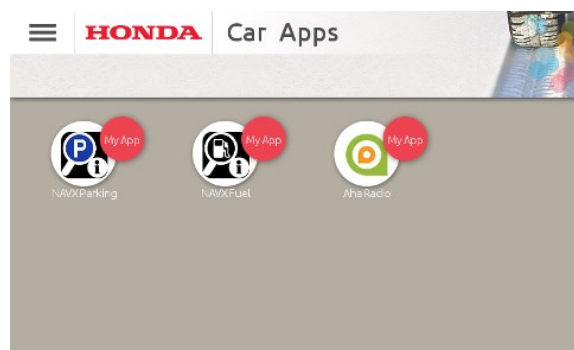 HONDA Car Apps
P My App
My App
My App
NAVXParking
NAVXFuel
AhaRadio